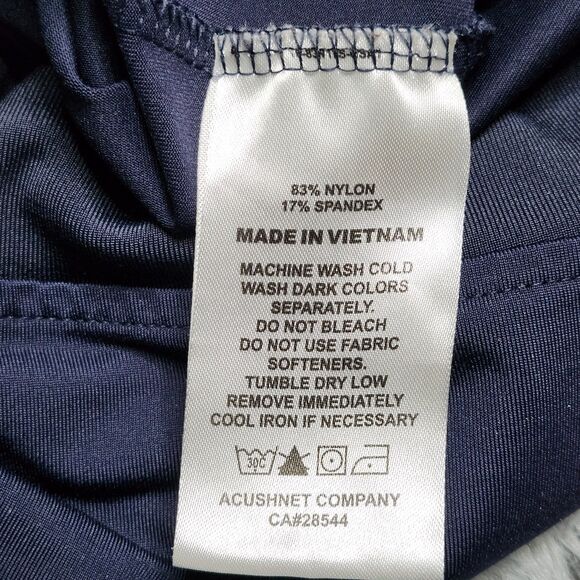 83% NYLON
17% SPANDEX
MADE IN VIETNAM
MACHINE WASH COLD
WASH DARK COLORS
SEPARATELY.
DO NOT BLEACH
DO NOT USE FABRIC
SOFTENERS.
TUMBLE DRY LOW
REMOVE IMMEDIATELY
COOL IRON IF NECESSARY
30C
ACUSHNET COMPANY
CA#28544